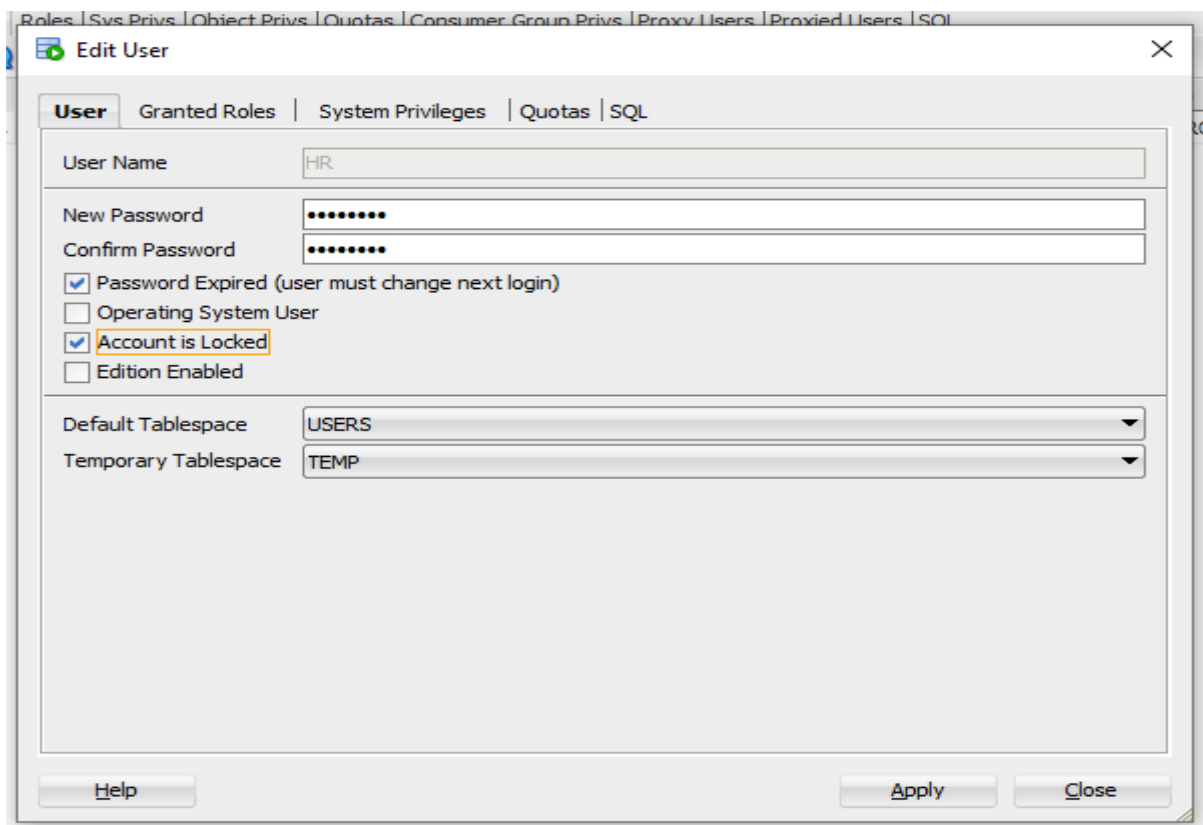 Roles | Sys Privs | Object Privs | Quotas | Consumer Group Privs | Proxy Users | Proxied Users | SQL
Edit User
User Granted Roles | System Privileges | Quotas | SQL
User Name HR
New Password ••••••••
Confirm Password ••••••••
Password Expired (user must change next login)
Operating System User
Account is Locked
Edition Enabled
Default Tablespace USERS
Temporary Tablespace TEMP
Help Apply Close